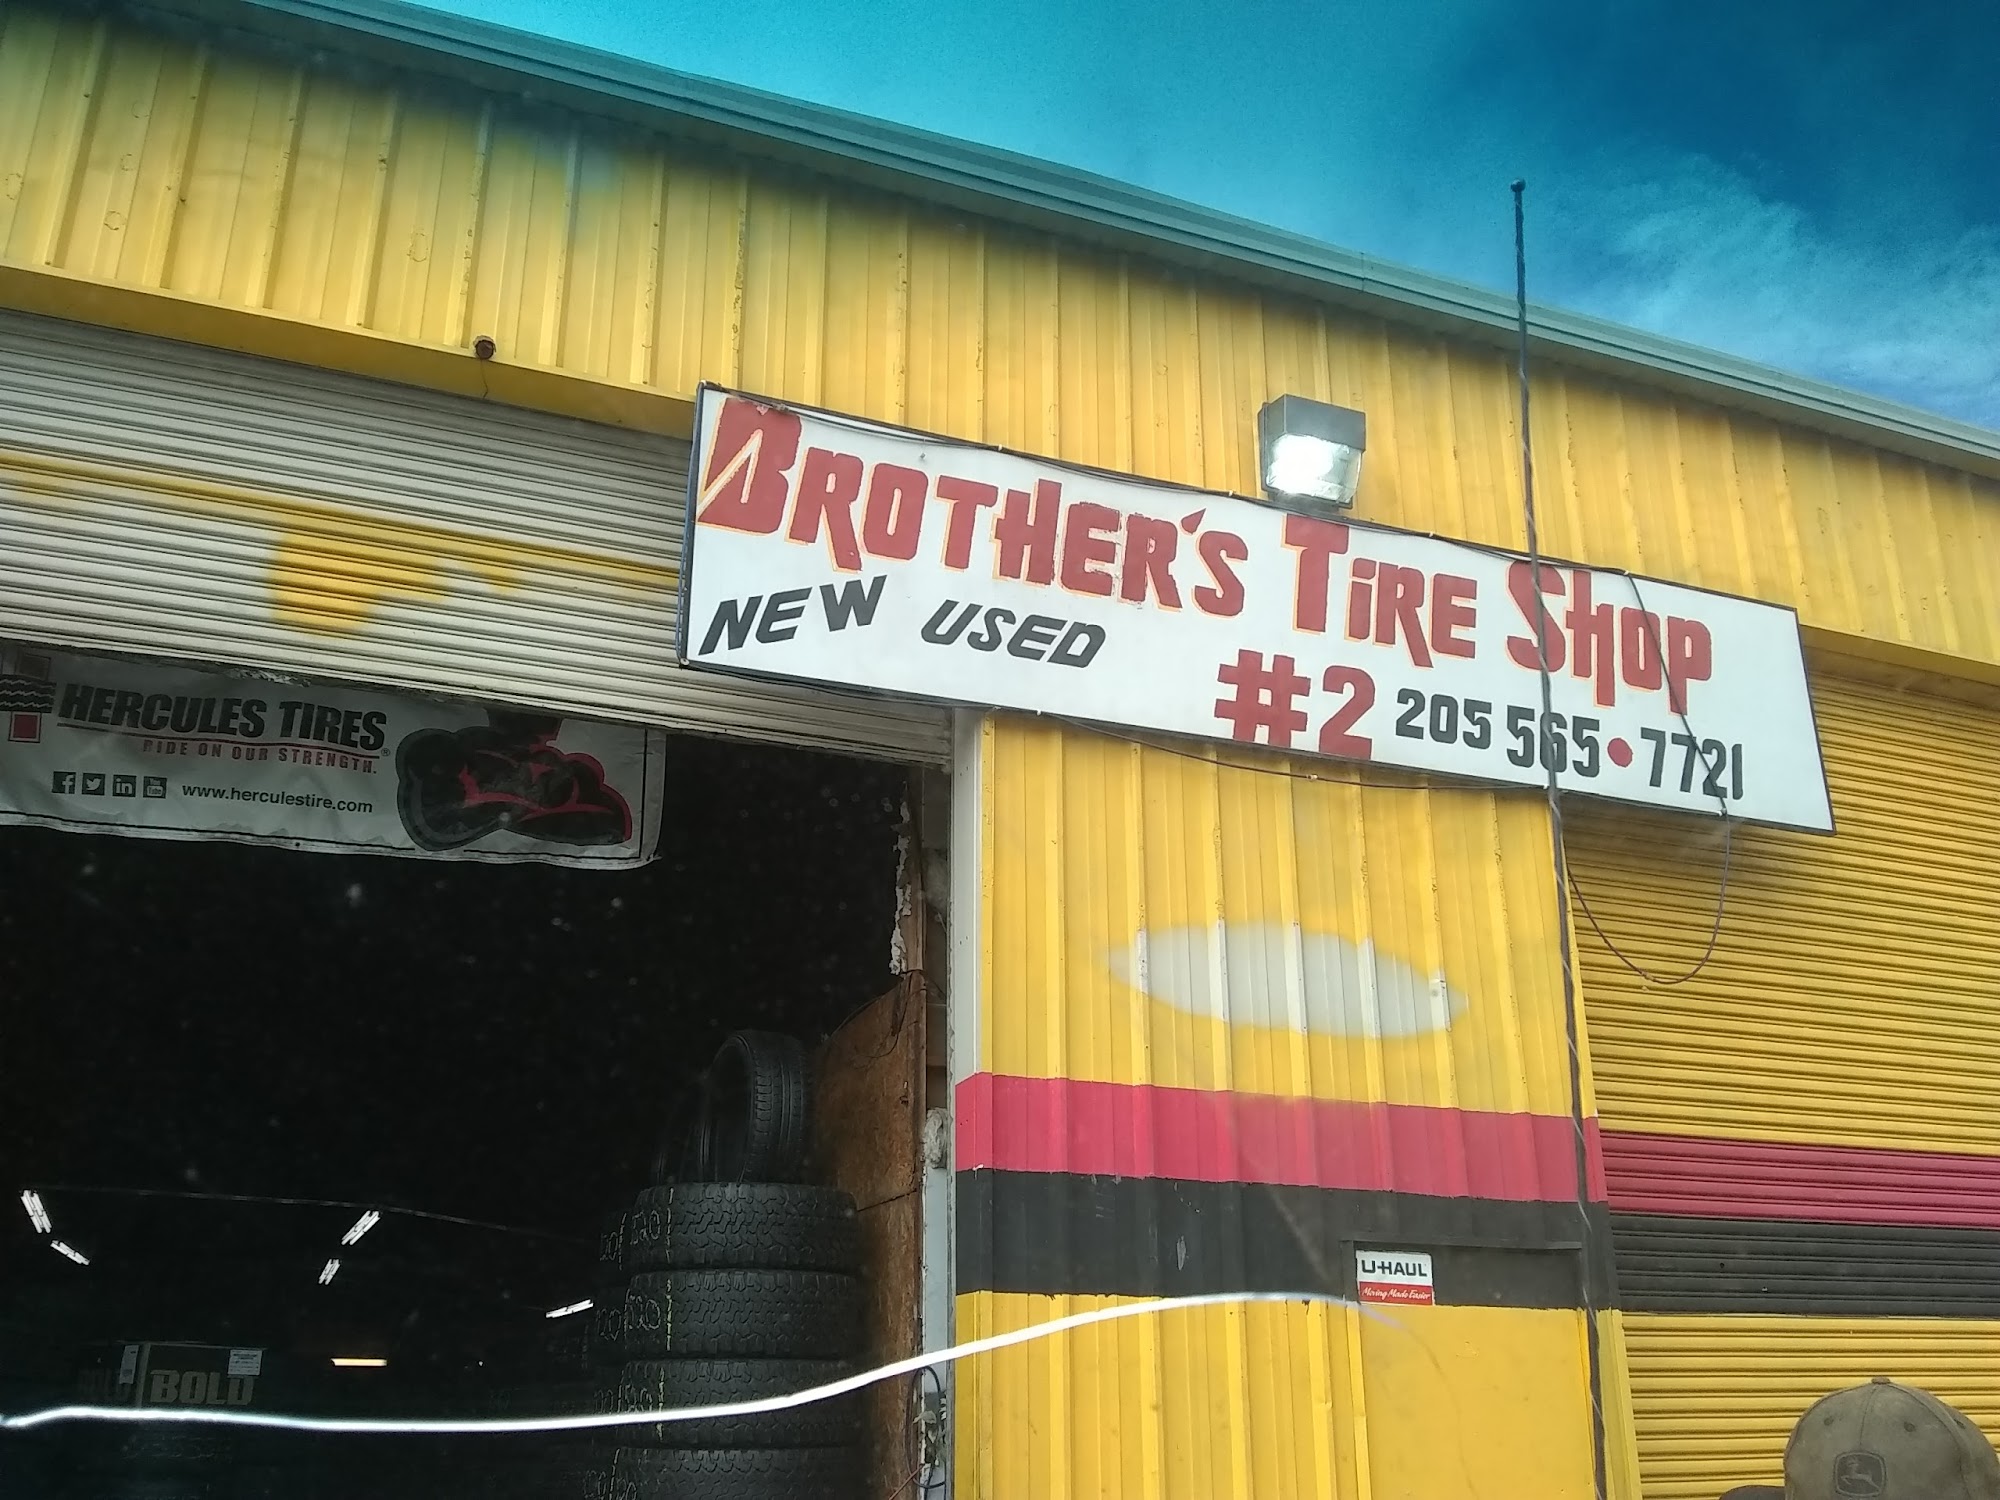 BROTHER'S TIRE SHOP
NEW USED
#2 205 565•7721
HERCULES TIRES®
RIDE ON OUR STRENGTH.
www.herculestire.com
U-HAUL
Moving Made Easier
BOLD